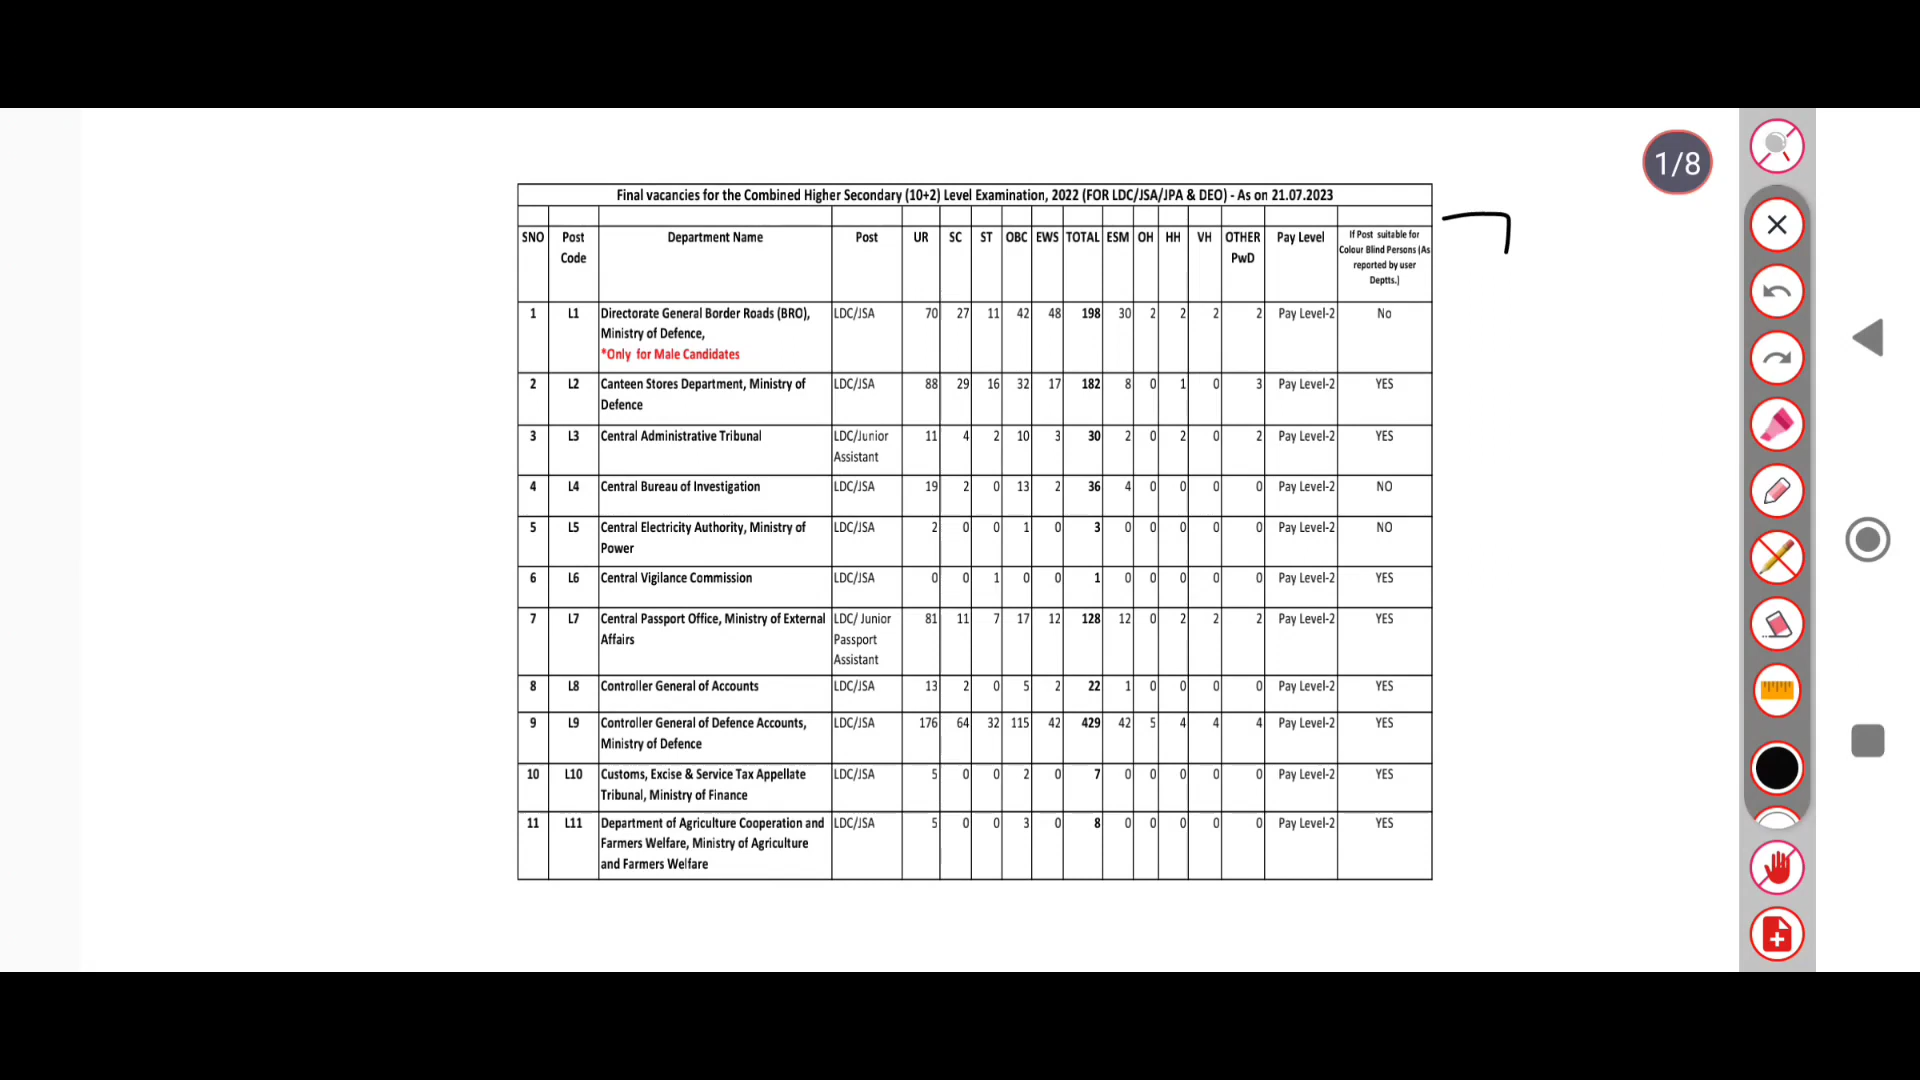 1/8
Final vacancies for the Combined Higher Secondary (10+2) Level Examination, 2022 (FOR LDC/JSA/JPA & DEO) - As on 21.07.2023
SNO Post Code Department Name Post UR SC ST OBC EWS TOTAL ESM OH HH VH OTHER PwD Pay Level If Post suitable for Colour Blind Persons (As reported by user Deptts.)
1 L1 Directorate General Border Roads (BRO), Ministry of Defence, *Only for Male Candidates LDC/JSA 70 27 11 42 48 198 30 2 2 2 2 Pay Level-2 No
2 L2 Canteen Stores Department, Ministry of Defence LDC/JSA 88 29 16 32 17 182 8 0 1 0 3 Pay Level-2 YES
3 L3 Central Administrative Tribunal LDC/Junior Assistant 11 4 2 10 3 30 2 0 2 0 2 Pay Level-2 YES
4 L4 Central Bureau of Investigation LDC/JSA 19 2 0 13 2 36 4 0 0 0 0 Pay Level-2 NO
5 L5 Central Electricity Authority, Ministry of Power LDC/JSA 2 0 0 1 0 3 0 0 0 0 0 Pay Level-2 NO
6 L6 Central Vigilance Commission LDC/JSA 0 0 1 0 0 1 0 0 0 0 0 Pay Level-2 YES
7 L7 Central Passport Office, Ministry of External Affairs LDC/ Junior Passport Assistant 81 11 7 17 12 128 12 0 2 2 2 Pay Level-2 YES
8 L8 Controller General of Accounts LDC/JSA 13 2 0 5 2 22 1 0 0 0 0 Pay Level-2 YES
9 L9 Controller General of Defence Accounts, Ministry of Defence LDC/JSA 176 64 32 115 42 429 42 5 4 4 4 Pay Level-2 YES
10 L10 Customs, Excise & Service Tax Appellate Tribunal, Ministry of Finance LDC/JSA 5 0 0 2 0 7 0 0 0 0 0 Pay Level-2 YES
11 L11 Department of Agriculture Cooperation and Farmers Welfare, Ministry of Agriculture and Farmers Welfare LDC/JSA 5 0 0 3 0 8 0 0 0 0 0 Pay Level-2 YES